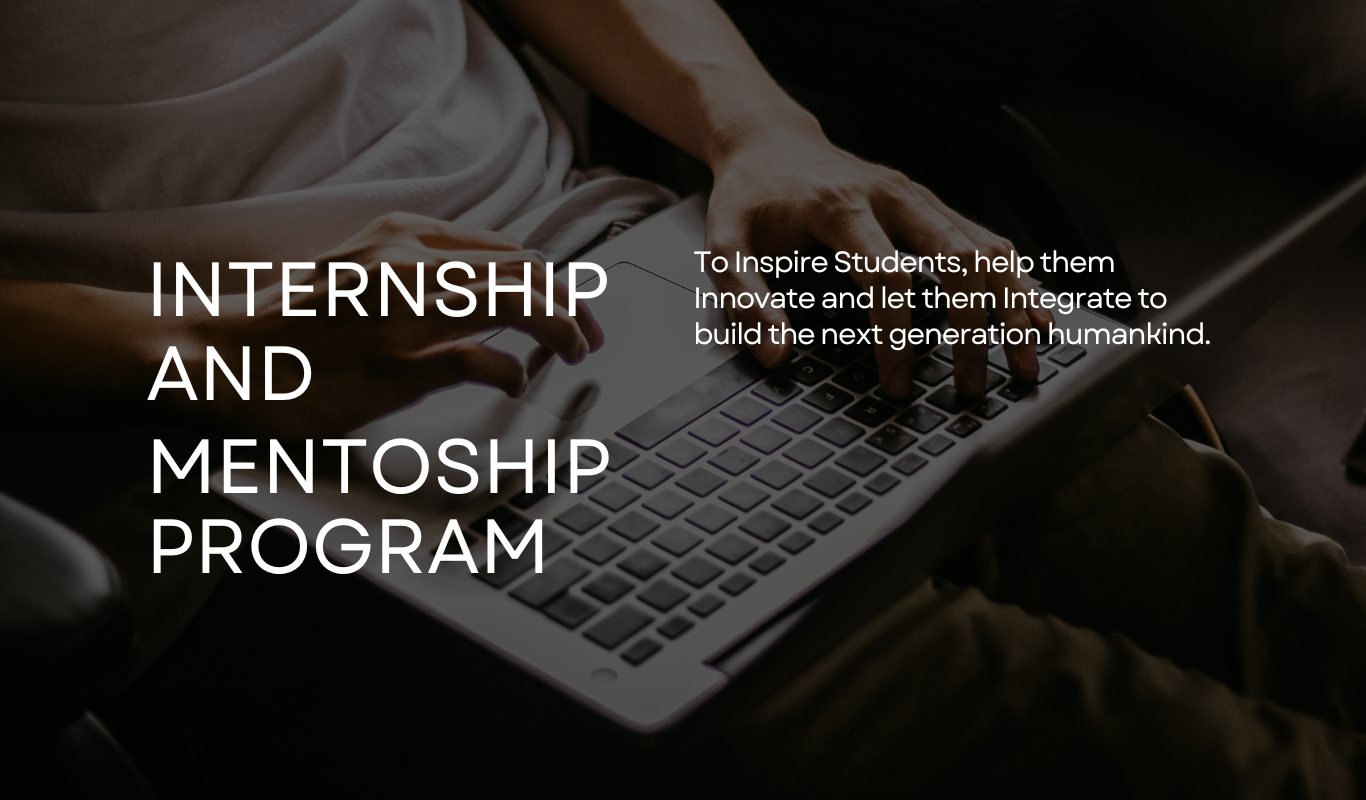 INTERNSHIP
AND
MENTOSHIP
PROGRAM
To Inspire Students, help them
Innovate and let them Integrate to
build the next generation humankind.